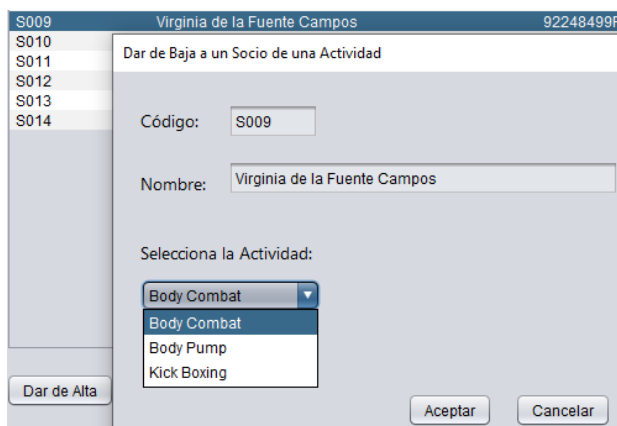 S009 Virginia de la Fuente Campos 92248499F
S010
Dar de Baja a un Socio de una Actividad
S011
S012
S013
S014
Código: S009
Nombre: Virginia de la Fuente Campos
Selecciona la Actividad:
Body Combat
Body Combat
Body Pump
Kick Boxing
Dar de Alta
Aceptar Cancelar